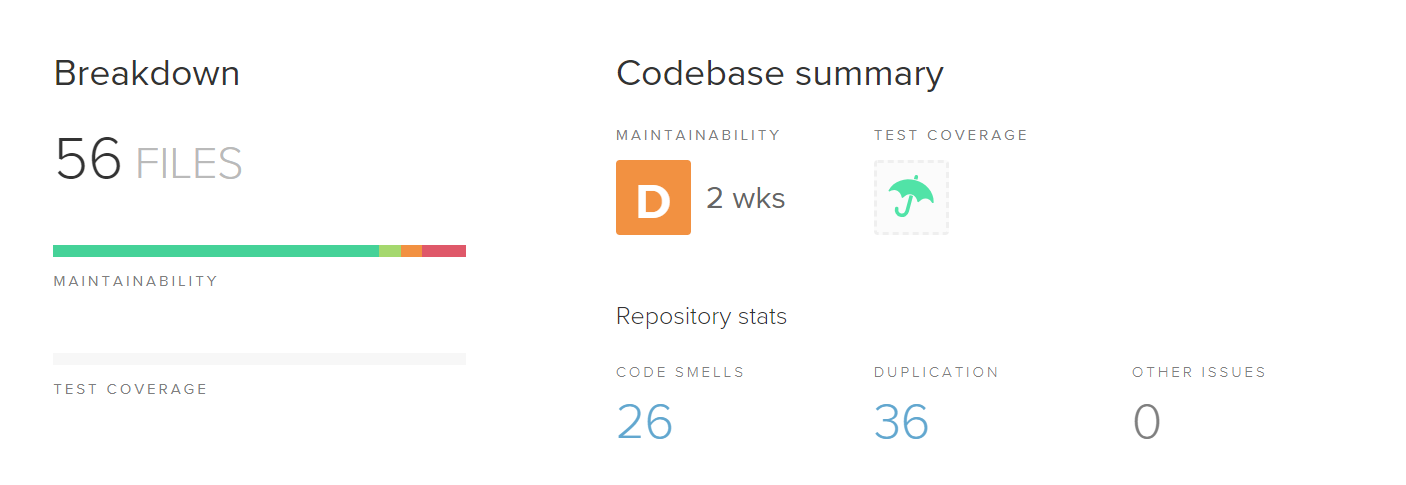 Breakdown
56 FILES
MAINTAINABILITY
TEST COVERAGE
Codebase summary
MAINTAINABILITY
TEST COVERAGE
D 2 wks
Repository stats
CODE SMELLS
DUPLICATION
OTHER ISSUES
26
36
0